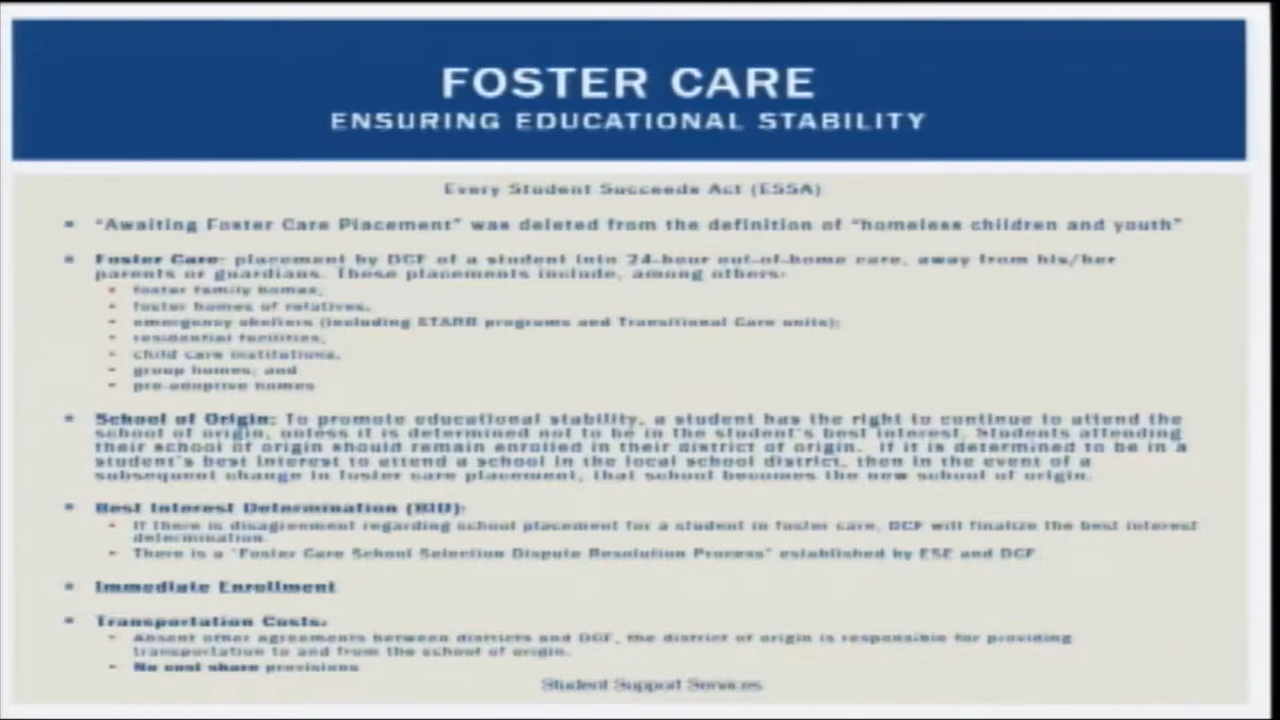 FOSTER CARE
ENSURING EDUCATIONAL STABILITY
Every Student Succeeds Act (ESSA)
"Awaiting Foster Care Placement" was deleted from the definition of "homeless children and youth"
Foster Care: placement by DCF of a student into 24-hour out-of-home care, away from his/her
parents or guardians. These placements include, among others:
foster family homes;
foster homes of relatives;
emergency shelters (including STARR programs and Transitional Care units);
residential facilities;
child care institutions;
group homes; and
pre-adoptive homes
School of Origin: To promote educational stability, a student has the right to continue to attend the
school of origin, unless it is determined not to be in the student's best interest. Students attending
their school of origin should remain enrolled in their district of origin. If it is determined to be in a
student's best interest to attend a school in the local school district, then in the event of a
subsequent change in foster care placement, that school becomes the new school of origin.
Best Interest Determination (BID):
If there is disagreement regarding school placement for a student in foster care, DCF will finalize the best interest
determination.
There is a "Foster Care School Selection Dispute Resolution Process" established by ESE and DCF.
Immediate Enrollment
Transportation Costs:
Absent other agreements between districts and DCF, the district of origin is responsible for providing
transportation to and from the school of origin.
No cost share provisions
Student Support Services